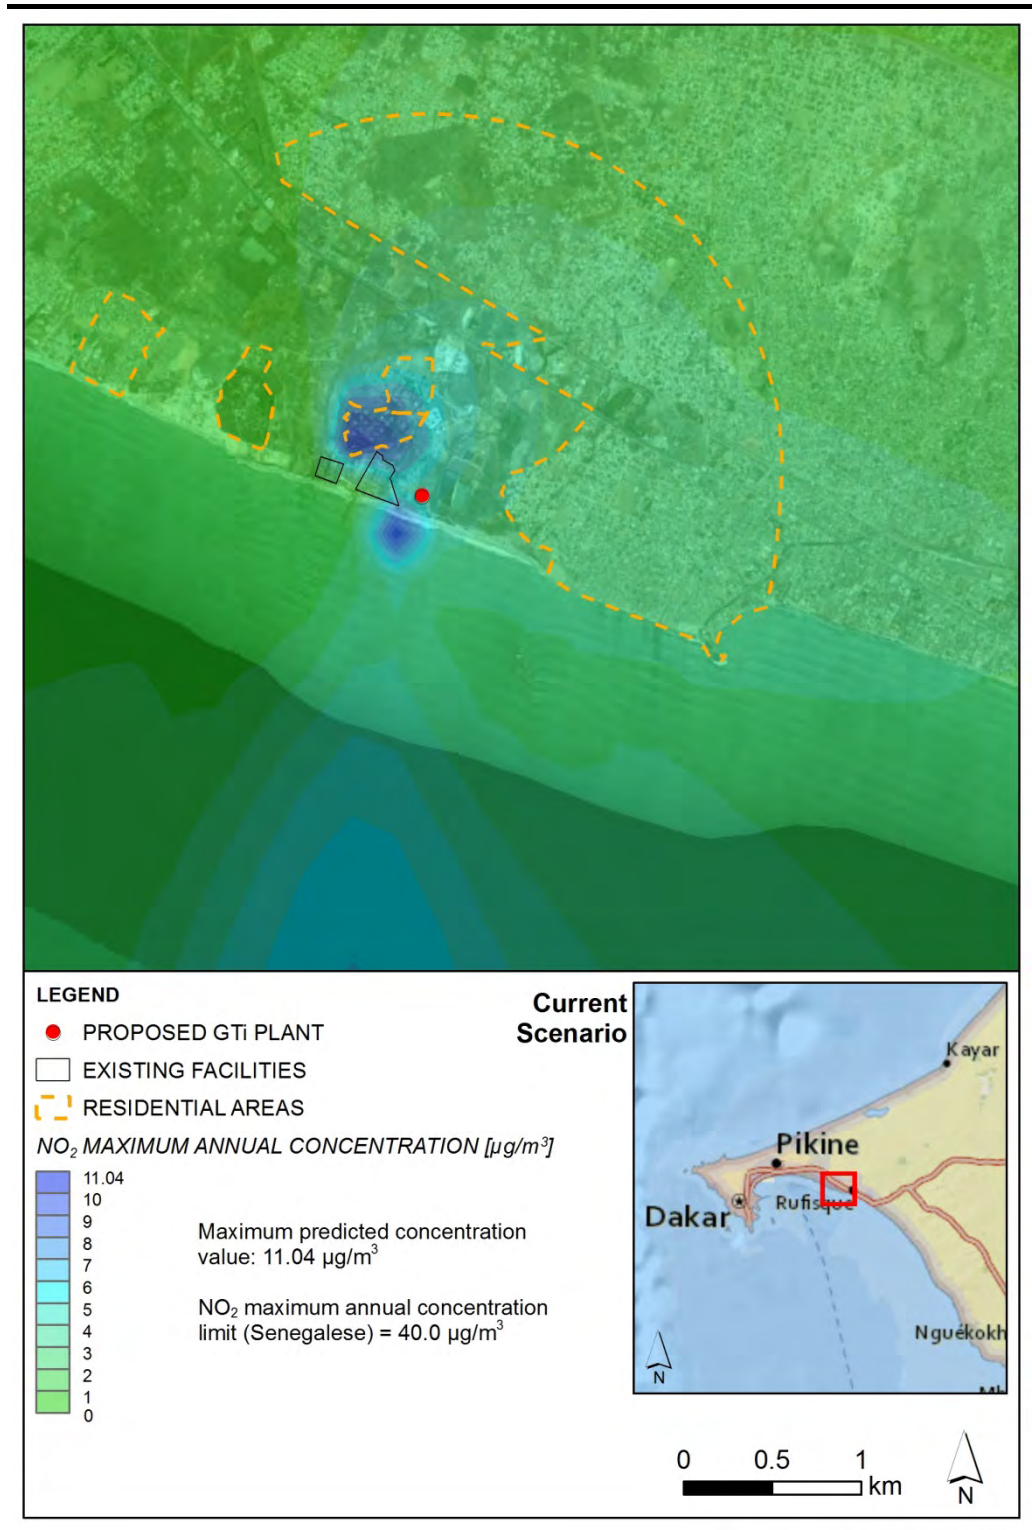 LEGEND
PROPOSED GTi PLANT
EXISTING FACILITIES
RESIDENTIAL AREAS
NO₂ MAXIMUM ANNUAL CONCENTRATION [µg/m³]
11.04
10
9
8
7
6
5
4
3
2
1
0
Maximum predicted concentration
value: 11.04 µg/m³
NO₂ maximum annual concentration
limit (Senegalese) = 40.0 µg/m³
Current
Scenario
Kayar
Pikine
Dakar
Rufisque
Nguékokh
N
0 0.5 1
km
N